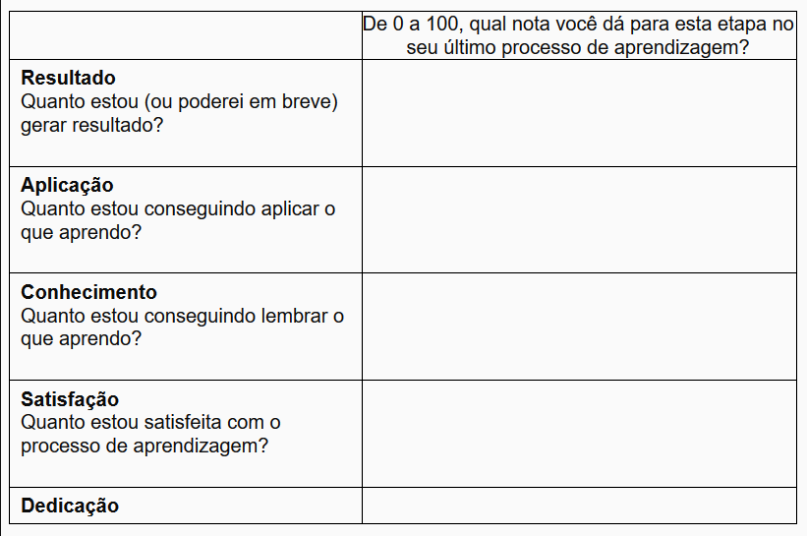 De 0 a 100, qual nota você dá para esta etapa no
seu último processo de aprendizagem?
Resultado
Quanto estou (ou poderei em breve)
gerar resultado?
Aplicação
Quanto estou conseguindo aplicar o
que aprendo?
Conhecimento
Quanto estou conseguindo lembrar o
que aprendo?
Satisfação
Quanto estou satisfeita com o
processo de aprendizagem?
Dedicação